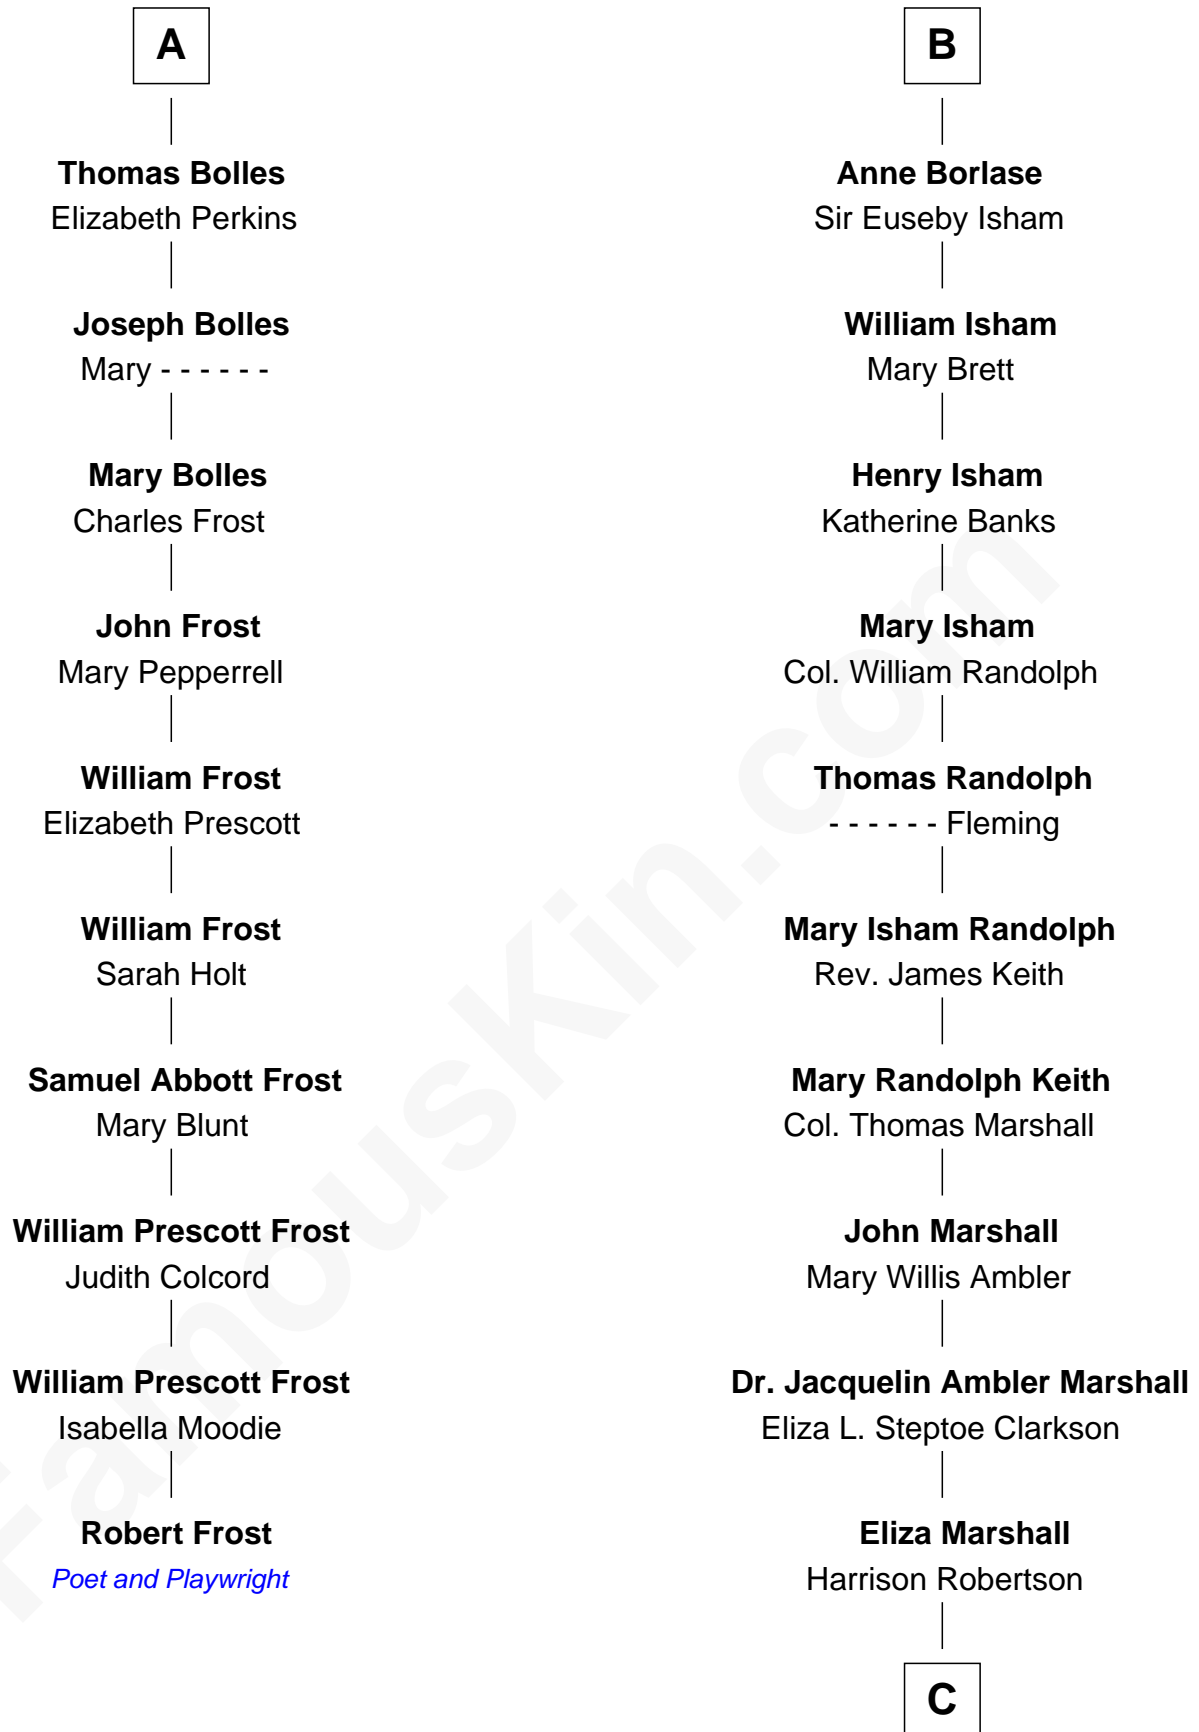 A
Thomas Bolles
Elizabeth Perkins
Joseph Bolles
Mary - - - - - -
Mary Bolles
Charles Frost
John Frost
Mary Pepperrell
William Frost
Elizabeth Prescott
William Frost
Sarah Holt
Samuel Abbott Frost
Mary Blunt
William Prescott Frost
Judith Colcord
William Prescott Frost
Isabella Moodie
Robert Frost
Poet and Playwright
B
Anne Borlase
Sir Euseby Isham
William Isham
Mary Brett
Henry Isham
Katherine Banks
Mary Isham
Col. William Randolph
Thomas Randolph
- - - - - - Fleming
Mary Isham Randolph
Rev. James Keith
Mary Randolph Keith
Col. Thomas Marshall
John Marshall
Mary Willis Ambler
Dr. Jacquelin Ambler Marshall
Eliza L. Steptoe Clarkson
Eliza Marshall
Harrison Robertson
C
FamousKin.com